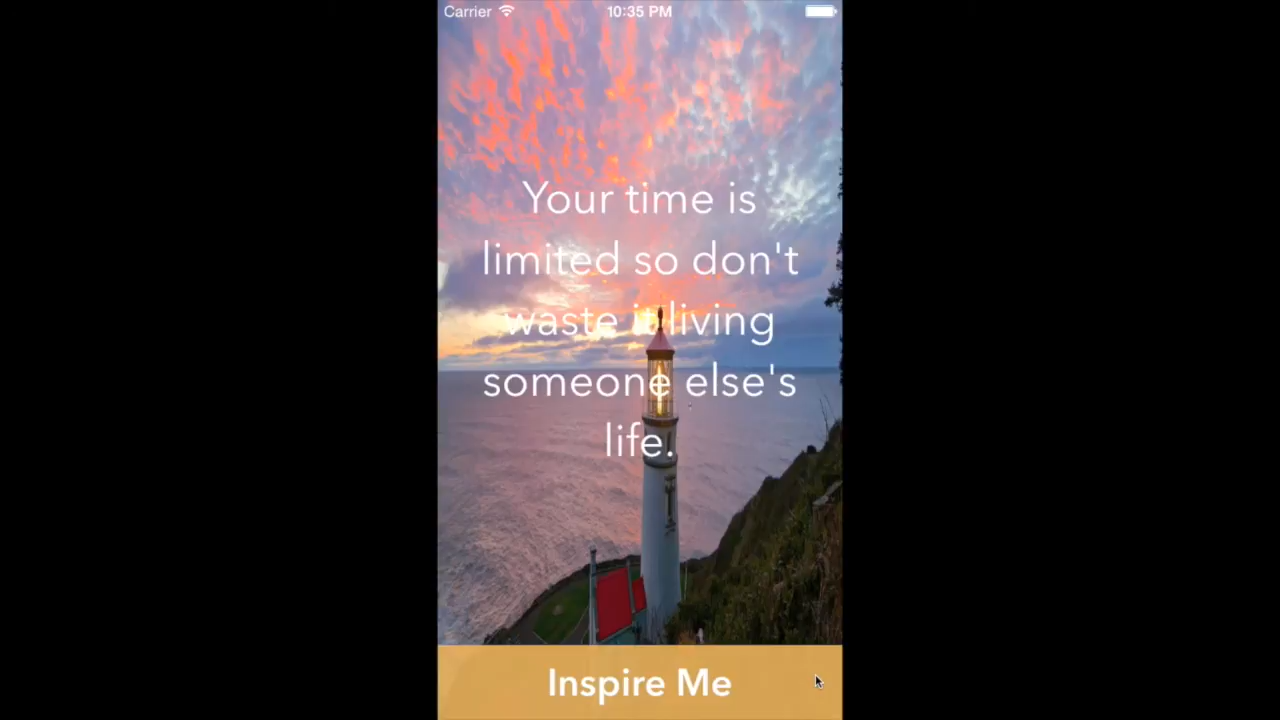 Carrier 10:35 PM
Your time is
limited so don't
waste it living
someone else's
life.
Inspire Me